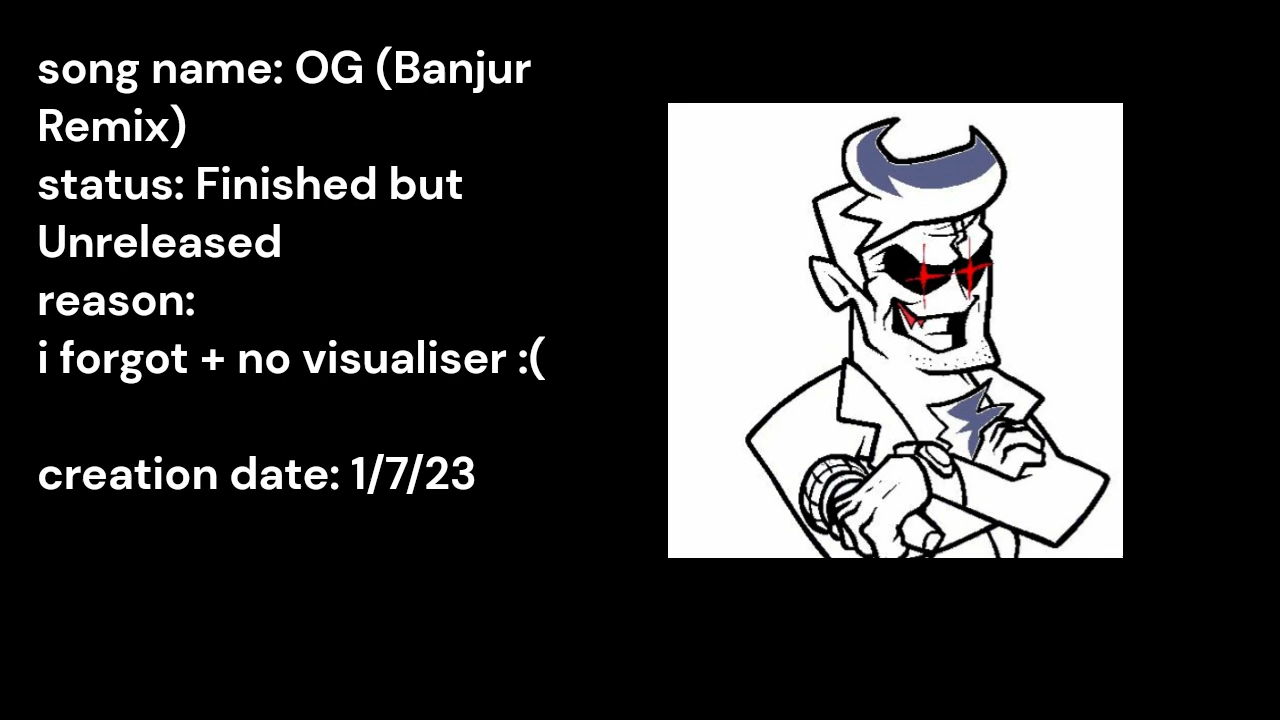 song name: OG (Banjur
Remix)
status: Finished but
Unreleased
reason:
i forgot + no visualiser :(
creation date: 1/7/23